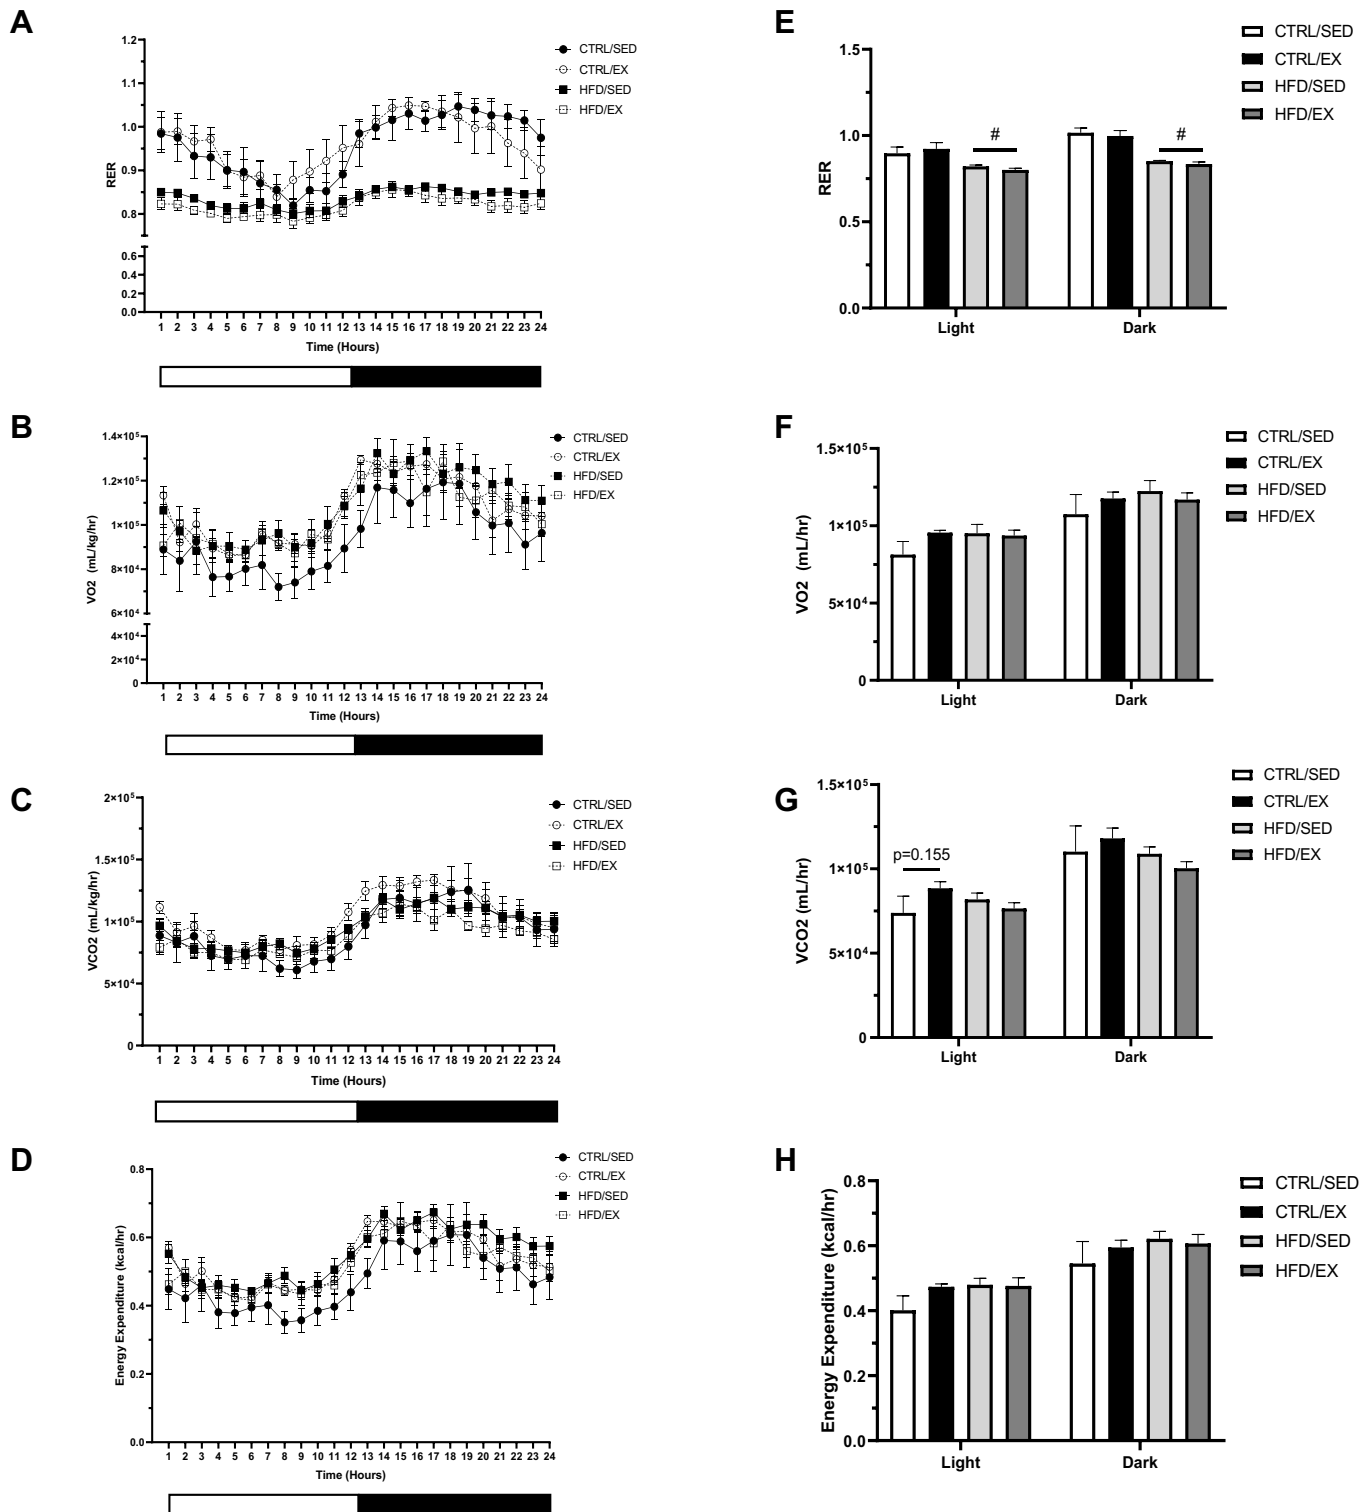 A
1.2
1.1
1.0
0.9
0.8
0.6
0.4
0.2
0.0
RER
1 2 3 4 5 6 7 8 9 10 11 12 13 14 15 16 17 18 19 20 21 22 23 24
Time (Hours)
CTRL/SED
CTRL/EX
HFD/SED
HFD/EX
E
1.5
1.0
0.5
0.0
RER
#
#
Light Dark
CTRL/SED
CTRL/EX
HFD/SED
HFD/EX
B
1.4×10⁵
1.2×10⁵
1×10⁵
8×10⁴
6×10⁴
4×10⁴
2×10⁴
0
VO2 (mL/kg/hr)
1 2 3 4 5 6 7 8 9 10 11 12 13 14 15 16 17 18 19 20 21 22 23 24
Time (Hours)
CTRL/SED
CTRL/EX
HFD/SED
HFD/EX
F
1.5×10⁵
1×10⁵
5×10⁴
0
VO2 (mL/hr)
Light Dark
CTRL/SED
CTRL/EX
HFD/SED
HFD/EX
C
2×10⁵
1.5×10⁵
1×10⁵
5×10⁴
0
VCO2 (mL/kg/hr)
1 2 3 4 5 6 7 8 9 10 11 12 13 14 15 16 17 18 19 20 21 22 23 24
Time (Hours)
CTRL/SED
CTRL/EX
HFD/SED
HFD/EX
G
1.5×10⁵
1×10⁵
5×10⁴
0
VCO2 (mL/hr)
p=0.155
Light Dark
CTRL/SED
CTRL/EX
HFD/SED
HFD/EX
D
0.8
0.6
0.4
0.2
0.0
Energy Expenditure (kcal/hr)
1 2 3 4 5 6 7 8 9 10 11 12 13 14 15 16 17 18 19 20 21 22 23 24
Time (Hours)
CTRL/SED
CTRL/EX
HFD/SED
HFD/EX
H
0.8
0.6
0.4
0.2
0.0
Energy Expenditure (kcal/hr)
Light Dark
CTRL/SED
CTRL/EX
HFD/SED
HFD/EX